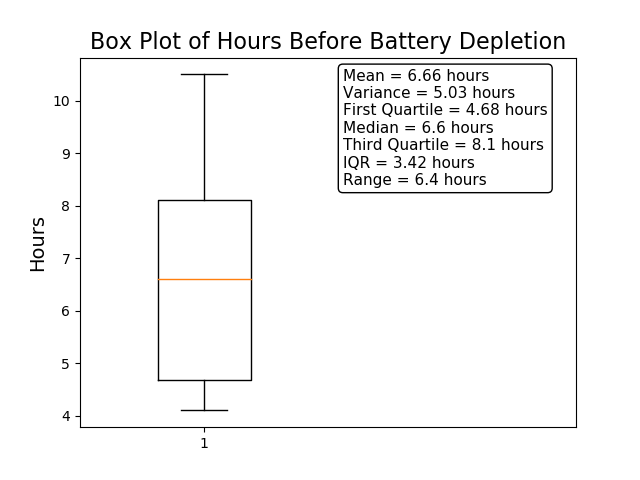 Box Plot of Hours Before Battery Depletion
Mean = 6.66 hours
Variance = 5.03 hours
First Quartile = 4.68 hours
Median = 6.6 hours
Third Quartile = 8.1 hours
IQR = 3.42 hours
Range = 6.4 hours
Hours
10
9
8
7
6
5
4
1